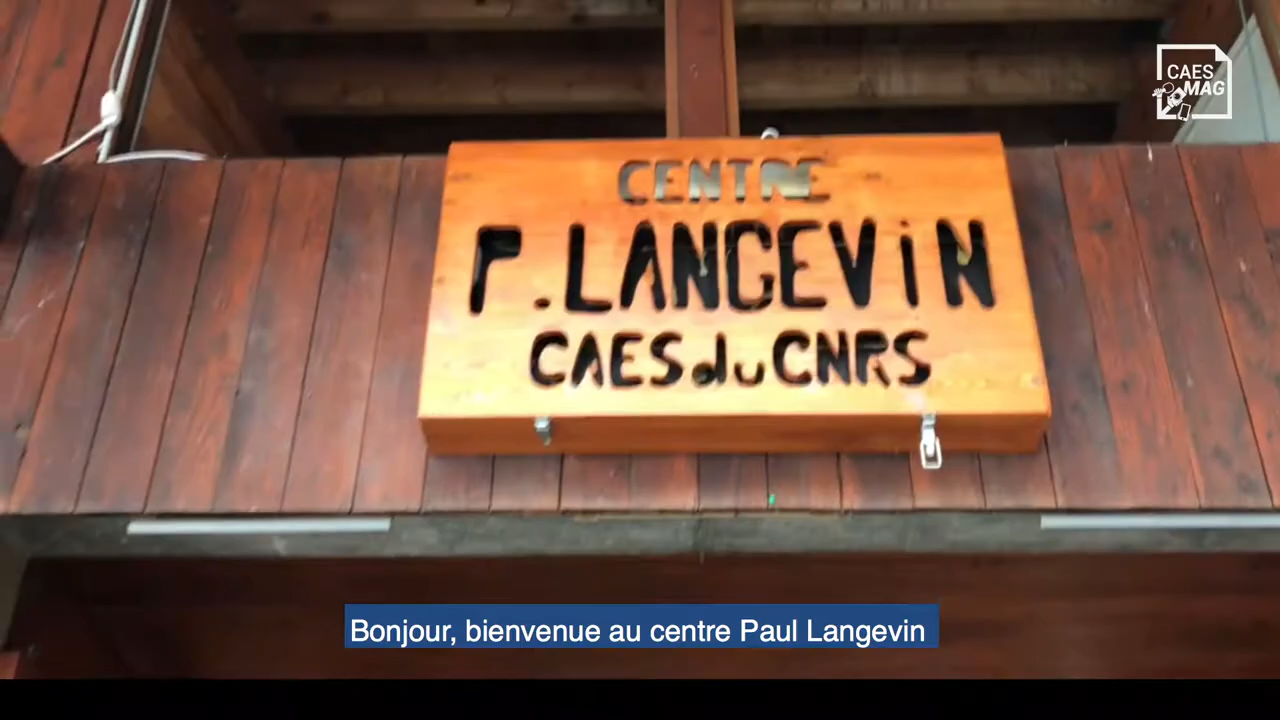 CAES
MAG
CENTRE
P.LANGEViN
CAES du CNRS
Bonjour, bienvenue au centre Paul Langevin